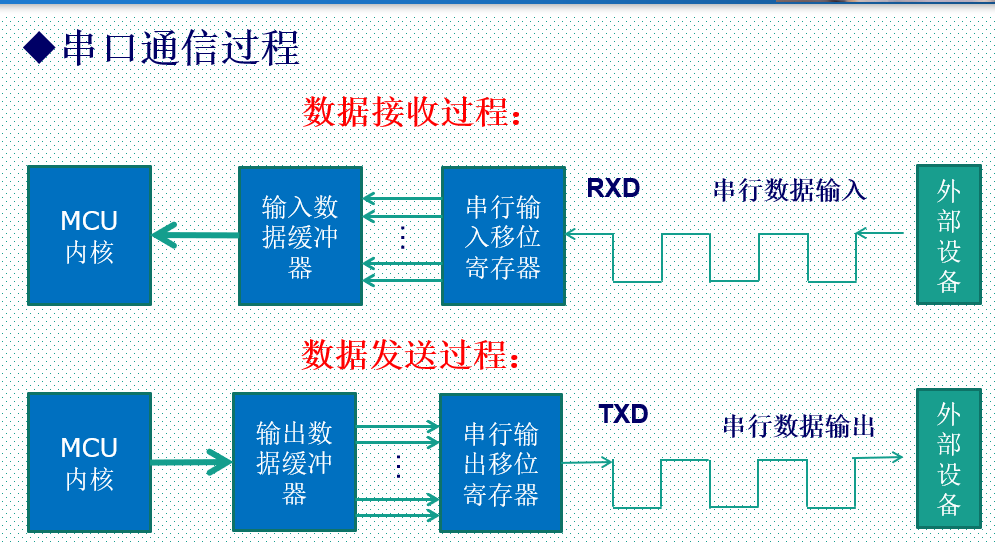 ◆串口通信过程
数据接收过程：
MCU
内核
输入数
据缓冲
器
⋮
串行输
入移位
寄存器
RXD
串行数据输入
外
部
设
备
数据发送过程：
MCU
内核
输出数
据缓冲
器
⋮
串行输
出移位
寄存器
TXD
串行数据输出
外
部
设
备